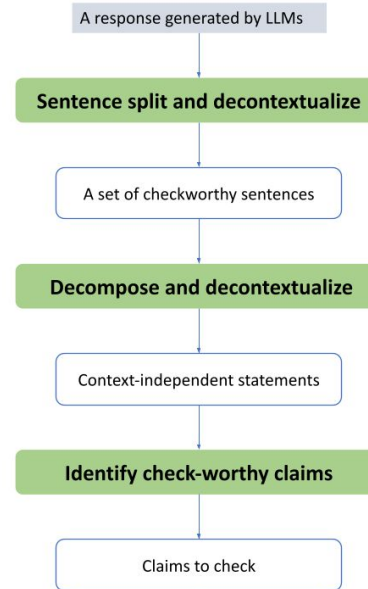 A response generated by LLMs
Sentence split and decontextualize
A set of checkworthy sentences
Decompose and decontextualize
Context-independent statements
Identify check-worthy claims
Claims to check